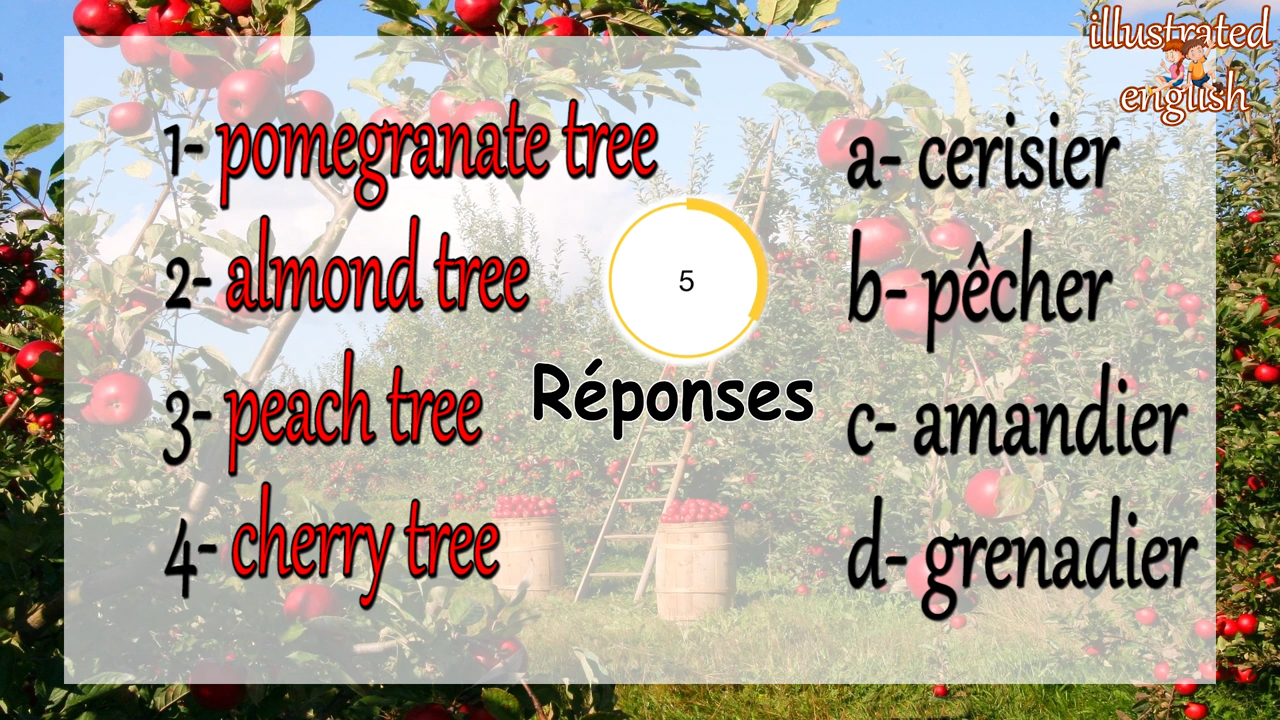 illustrated
english
1- pomegranate tree
a- cerisier
2- almond tree
b- pêcher
5
3- peach tree
Réponses
c- amandier
4- cherry tree
d- grenadier